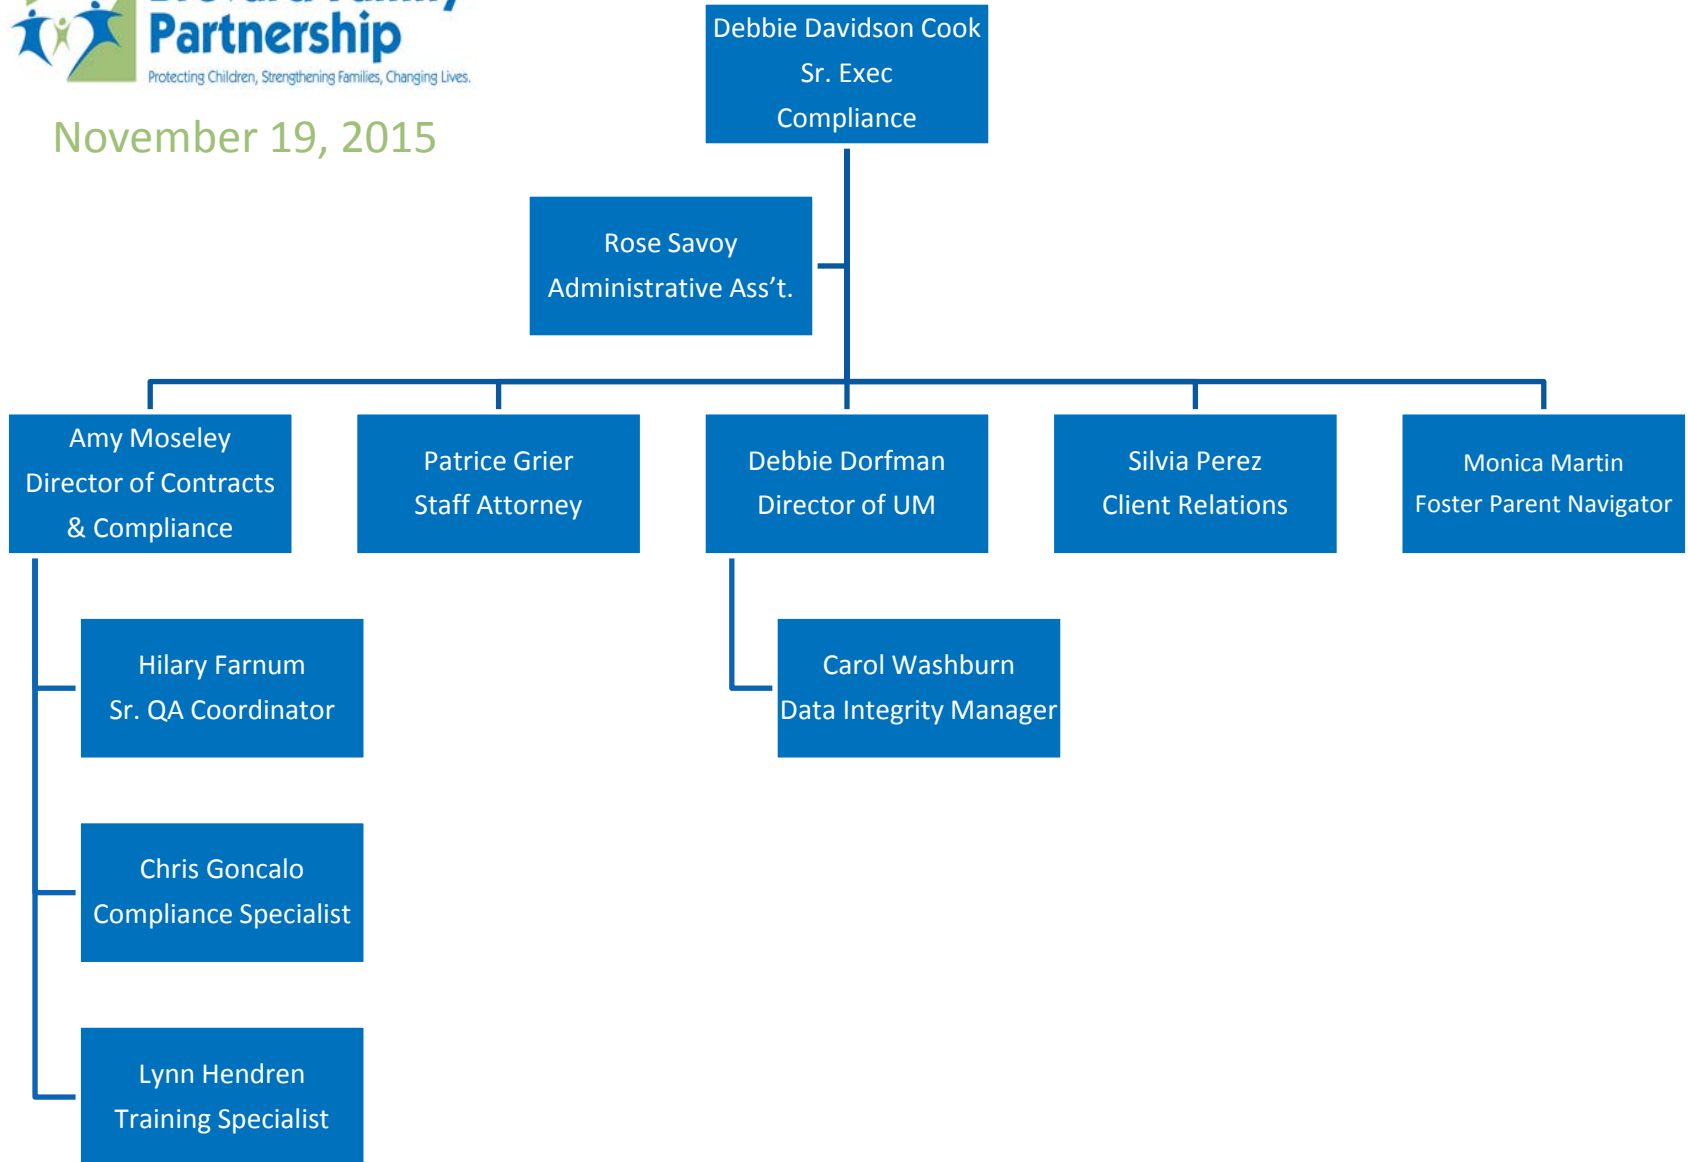 Partnership
Protecting Children, Strengthening Families, Changing Lives.
November 19, 2015
Debbie Davidson Cook
Sr. Exec
Compliance
Rose Savoy
Administrative Ass’t.
Amy Moseley
Director of Contracts
& Compliance
Patrice Grier
Staff Attorney
Debbie Dorfman
Director of UM
Silvia Perez
Client Relations
Monica Martin
Foster Parent Navigator
Hilary Farnum
Sr. QA Coordinator
Carol Washburn
Data Integrity Manager
Chris Goncalo
Compliance Specialist
Lynn Hendren
Training Specialist